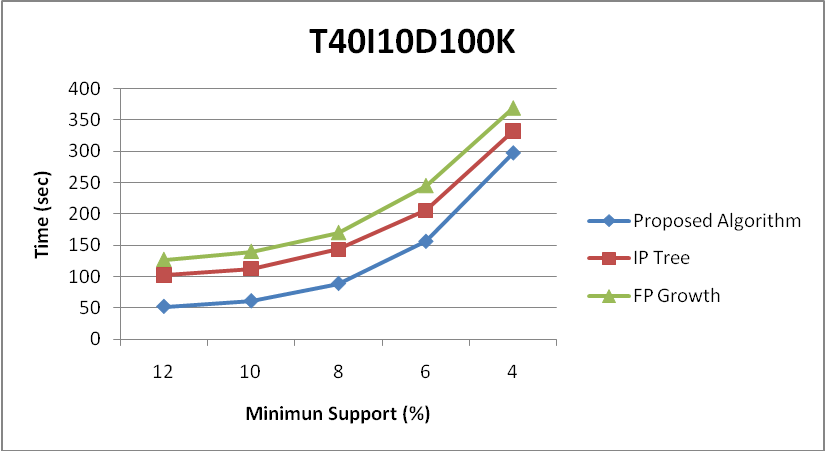 T40I10D100K
400
350
300
250
200
150
100
50
0
Time (sec)
12 10 8 6 4
Minimun Support (%)
Proposed Algorithm
IP Tree
FP Growth